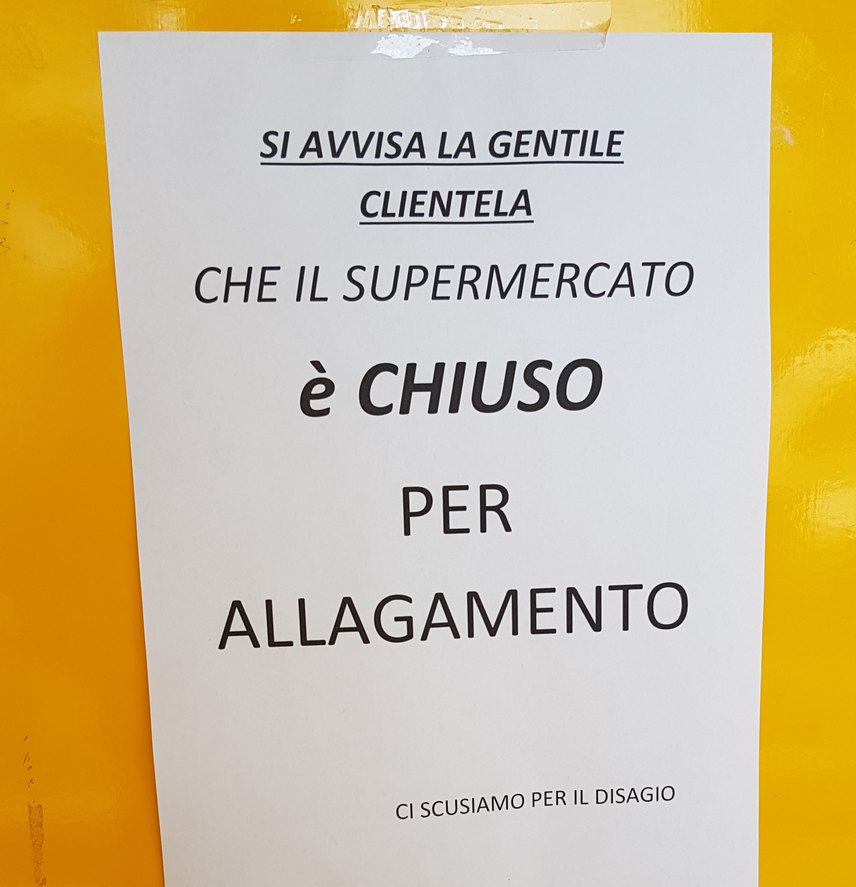 SI AVVISA LA GENTILE
CLIENTELA
CHE IL SUPERMERCATO
è CHIUSO
PER
ALLAGAMENTO
CI SCUSIAMO PER IL DISAGIO